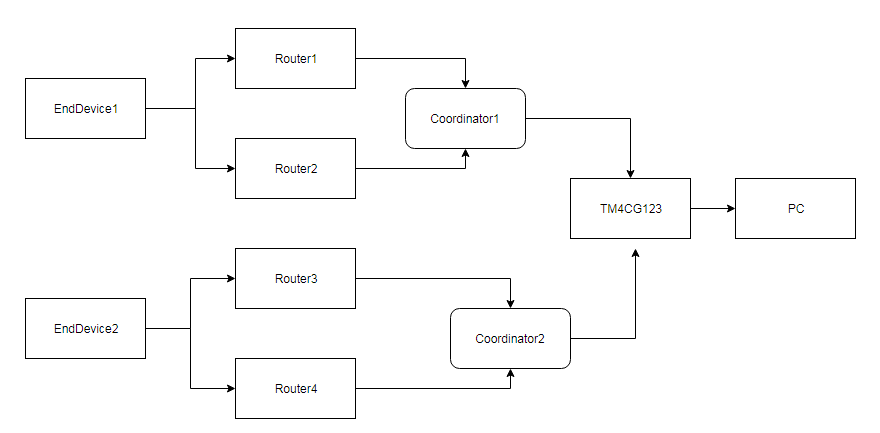 Router1
EndDevice1
Coordinator1
Router2
TM4CG123
PC
Router3
EndDevice2
Coordinator2
Router4